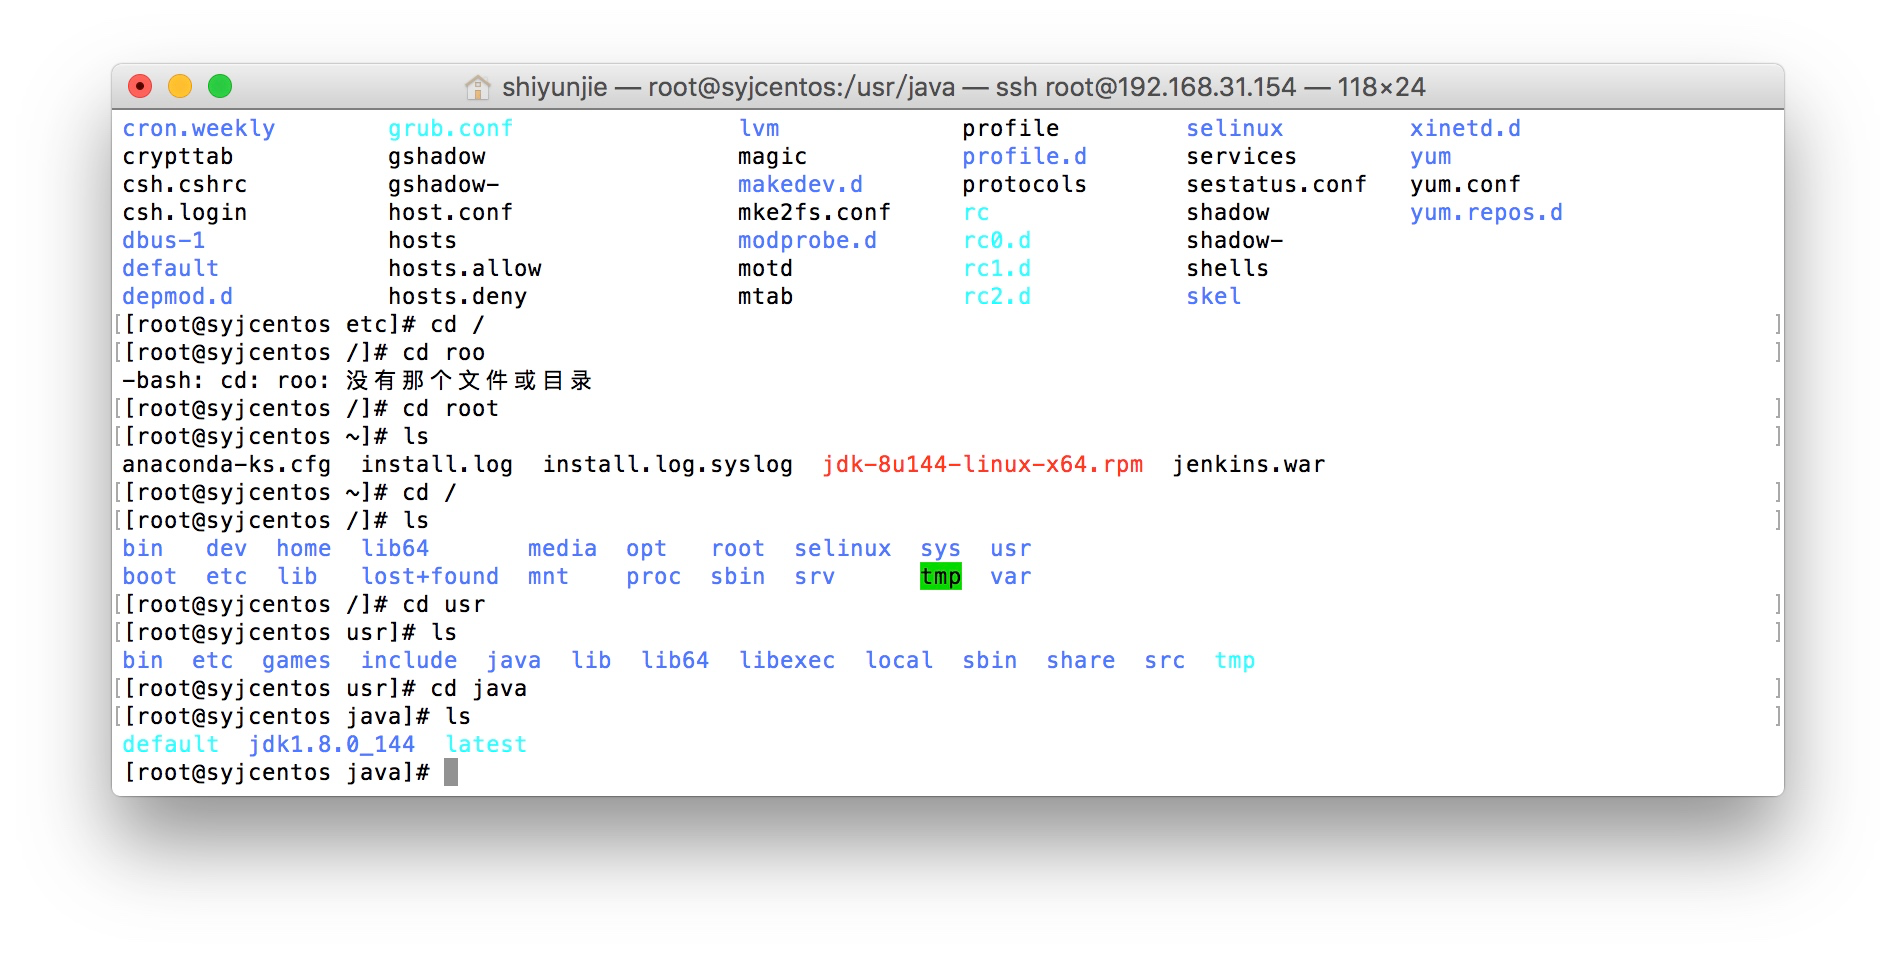 shiyunjie — root@syjcentos:/usr/java — ssh root@192.168.31.154 — 118×24
cron.weekly grub.conf lvm profile selinux xinetd.d
crypttab gshadow magic profile.d services yum
csh.cshrc gshadow- makedev.d protocols sestatus.conf yum.conf
csh.login host.conf mke2fs.conf rc shadow yum.repos.d
dbus-1 hosts modprobe.d rc0.d shadow-
default hosts.allow motd rc1.d shells
depmod.d hosts.deny mtab rc2.d skel
[[root@syjcentos etc]# cd / ]
[[root@syjcentos /]# cd roo ]
-bash: cd: roo: 没有那个文件或目录
[[root@syjcentos /]# cd root ]
[[root@syjcentos ~]# ls ]
anaconda-ks.cfg install.log install.log.syslog jdk-8u144-linux-x64.rpm jenkins.war
[[root@syjcentos ~]# cd / ]
[[root@syjcentos /]# ls ]
bin dev home lib64 media opt root selinux sys usr
boot etc lib lost+found mnt proc sbin srv tmp var
[[root@syjcentos /]# cd usr ]
[[root@syjcentos usr]# ls ]
bin etc games include java lib lib64 libexec local sbin share src tmp
[[root@syjcentos usr]# cd java ]
[[root@syjcentos java]# ls ]
default jdk1.8.0_144 latest
[root@syjcentos java]#